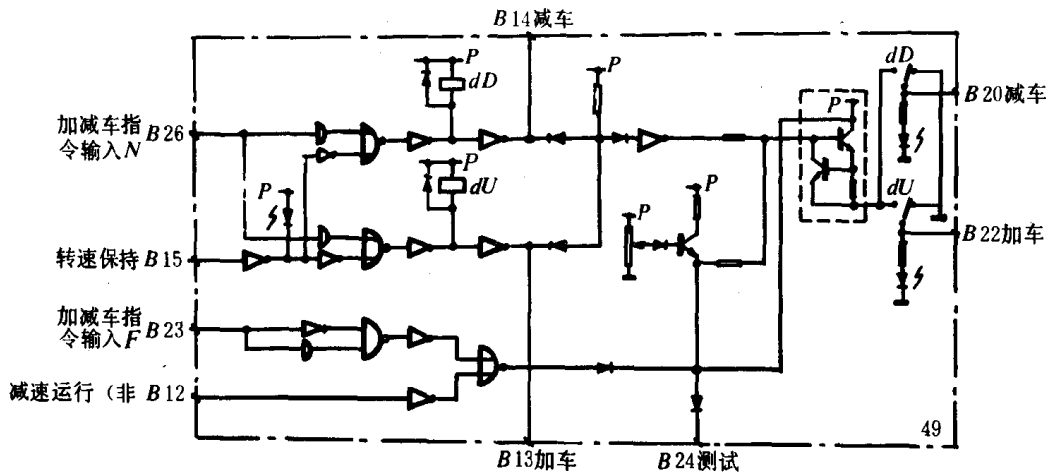 B14减车
P
dD
P
dD
P
B20减车
加减车指
令输入N
B26
P
dU
P
P
P
dU
B22加车
转速保持 B15
加减车指
令输入F
B23
减速运行（非 B12
49
B13加车
B24测试